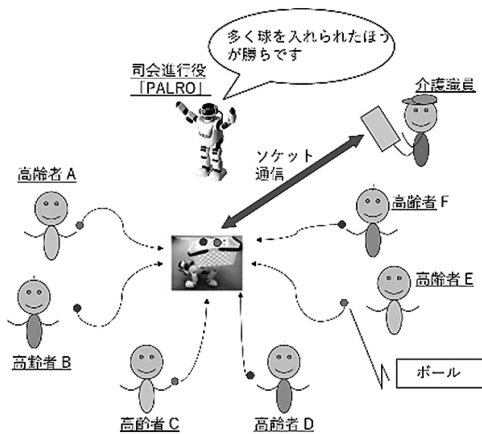 多く球を入れられたほう
が勝ちです
司会進行役
「PALRO」
介護職員
ソケット
通信
高齢者 A
高齢者 F
高齢者 E
高齢者 B
高齢者 C
高齢者 D
ボール